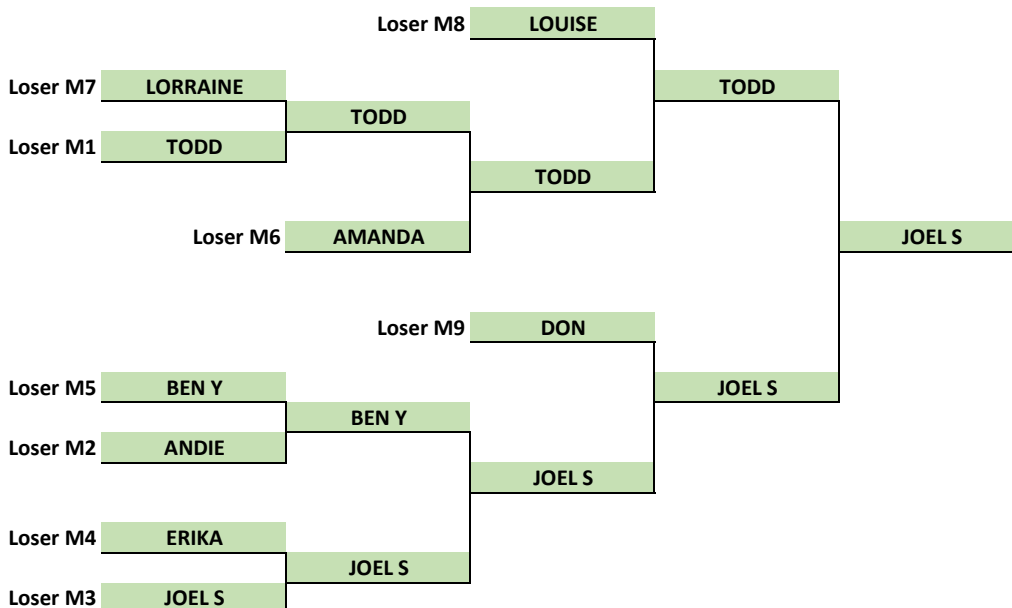 Loser M8 LOUISE
Loser M7 LORRAINE TODD
TODD
Loser M1 TODD
TODD
Loser M6 AMANDA JOEL S
Loser M9 DON
Loser M5 BEN Y JOEL S
BEN Y
Loser M2 ANDIE
JOEL S
Loser M4 ERIKA
JOEL S
Loser M3 JOEL S